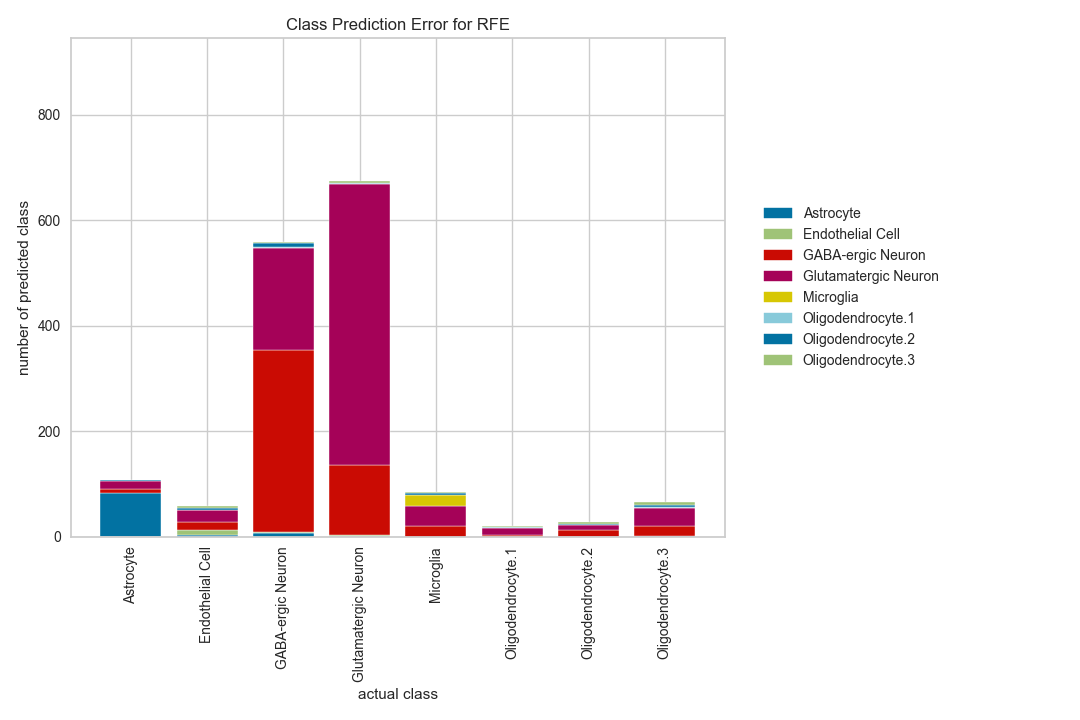 Class Prediction Error for RFE
800
600
400
200
0
number of predicted class
Astrocyte
Endothelial Cell
GABA-ergic Neuron
Glutamatergic Neuron
Microglia
Oligodendrocyte.1
Oligodendrocyte.2
Oligodendrocyte.3
actual class
Astrocyte
Endothelial Cell
GABA-ergic Neuron
Glutamatergic Neuron
Microglia
Oligodendrocyte.1
Oligodendrocyte.2
Oligodendrocyte.3